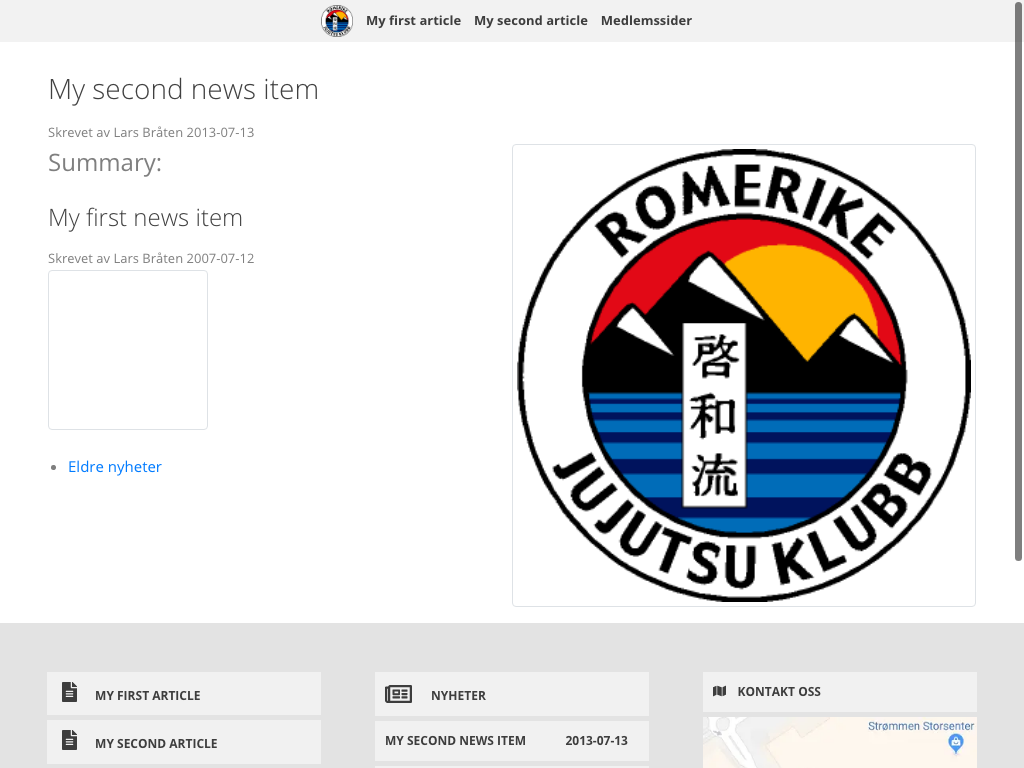 My first article My second article Medlemssider
My second news item
Skrevet av Lars Bråten 2013-07-13
Summary:
My first news item
Skrevet av Lars Bråten 2007-07-12
Eldre nyheter
ROMERIKE
啓和流
JUJUTSU KLUBB
MY FIRST ARTICLE
MY SECOND ARTICLE
NYHETER
MY SECOND NEWS ITEM 2013-07-13
KONTAKT OSS
Strømmen Storsenter